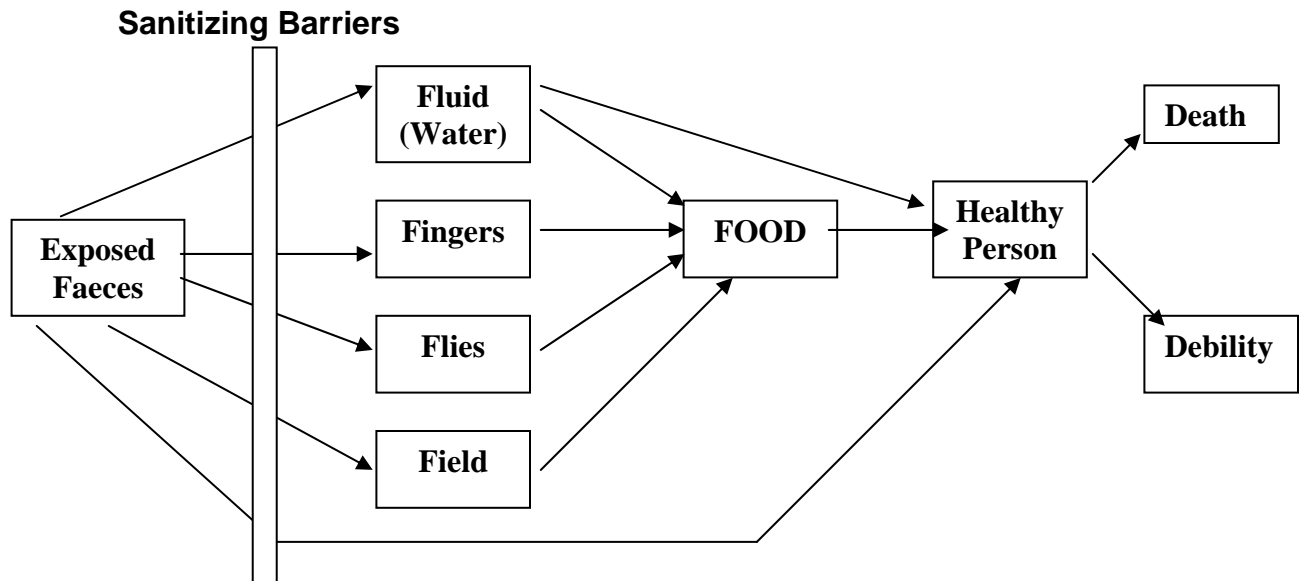 Sanitizing Barriers
Fluid
(Water)
Death
Exposed
Faeces
Fingers
FOOD
Healthy
Person
Flies
Debility
Field